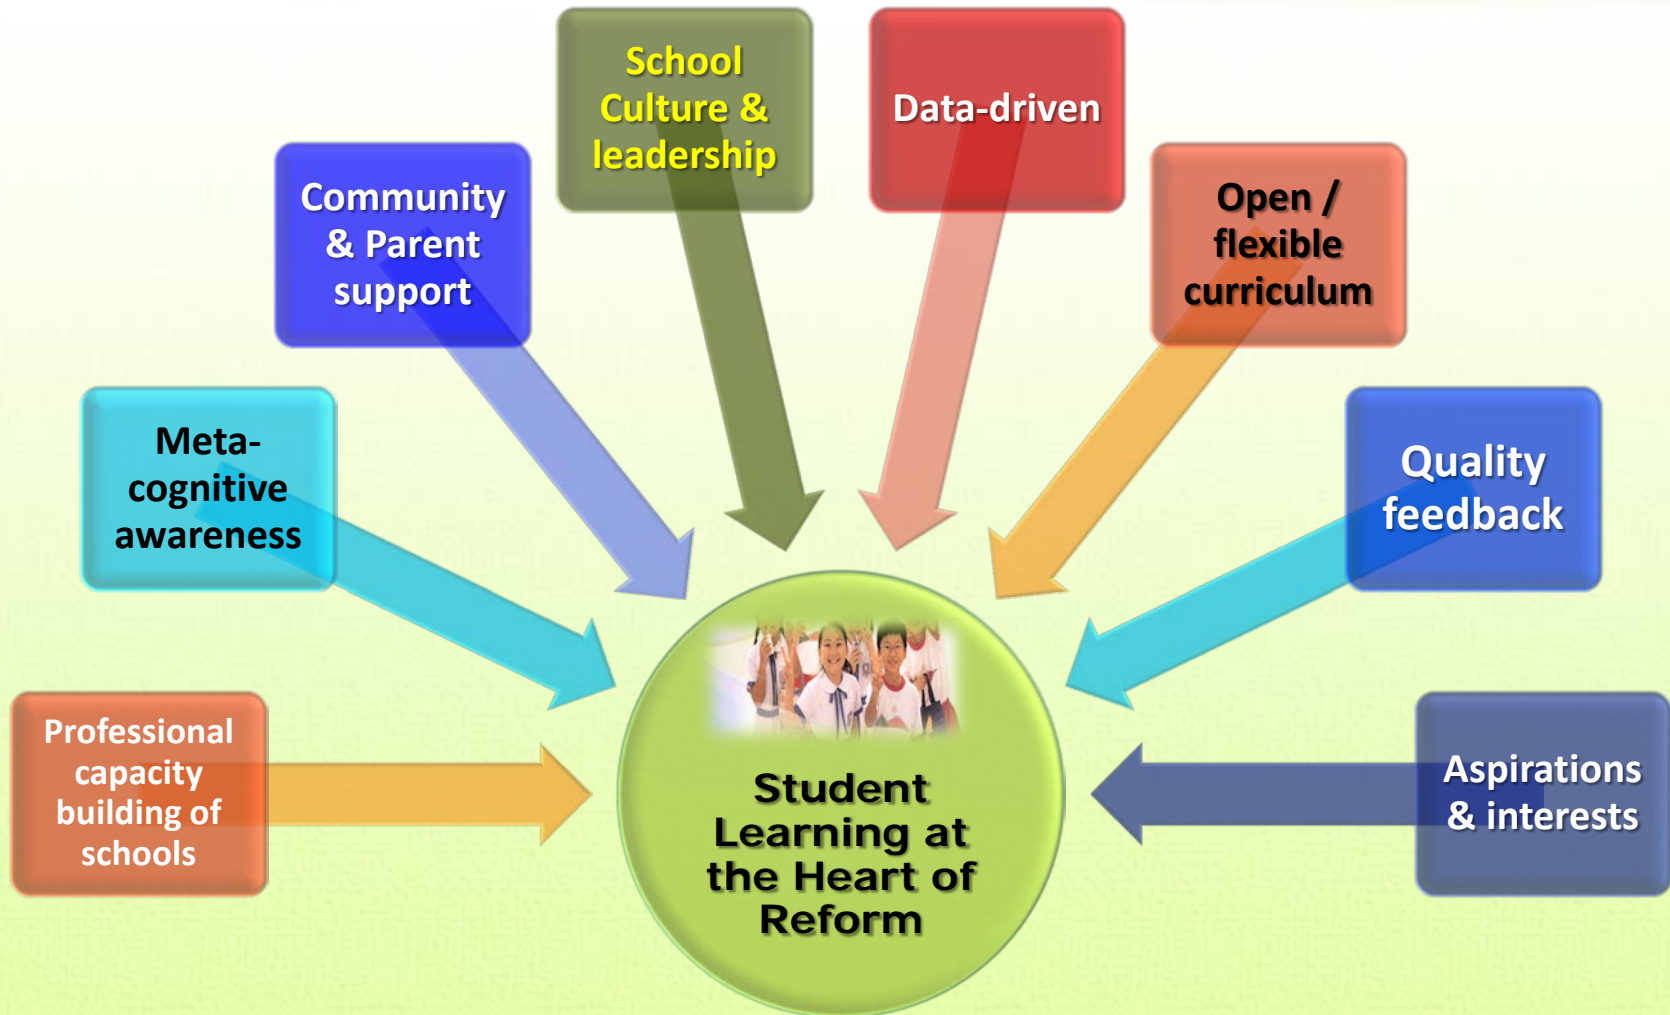 School
Culture &
leadership
Data-driven
Community
& Parent
support
Open /
flexible
curriculum
Meta-
cognitive
awareness
Quality
feedback
Professional
capacity
building of
schools
Aspirations
& interests
Student
Learning at
the Heart of
Reform